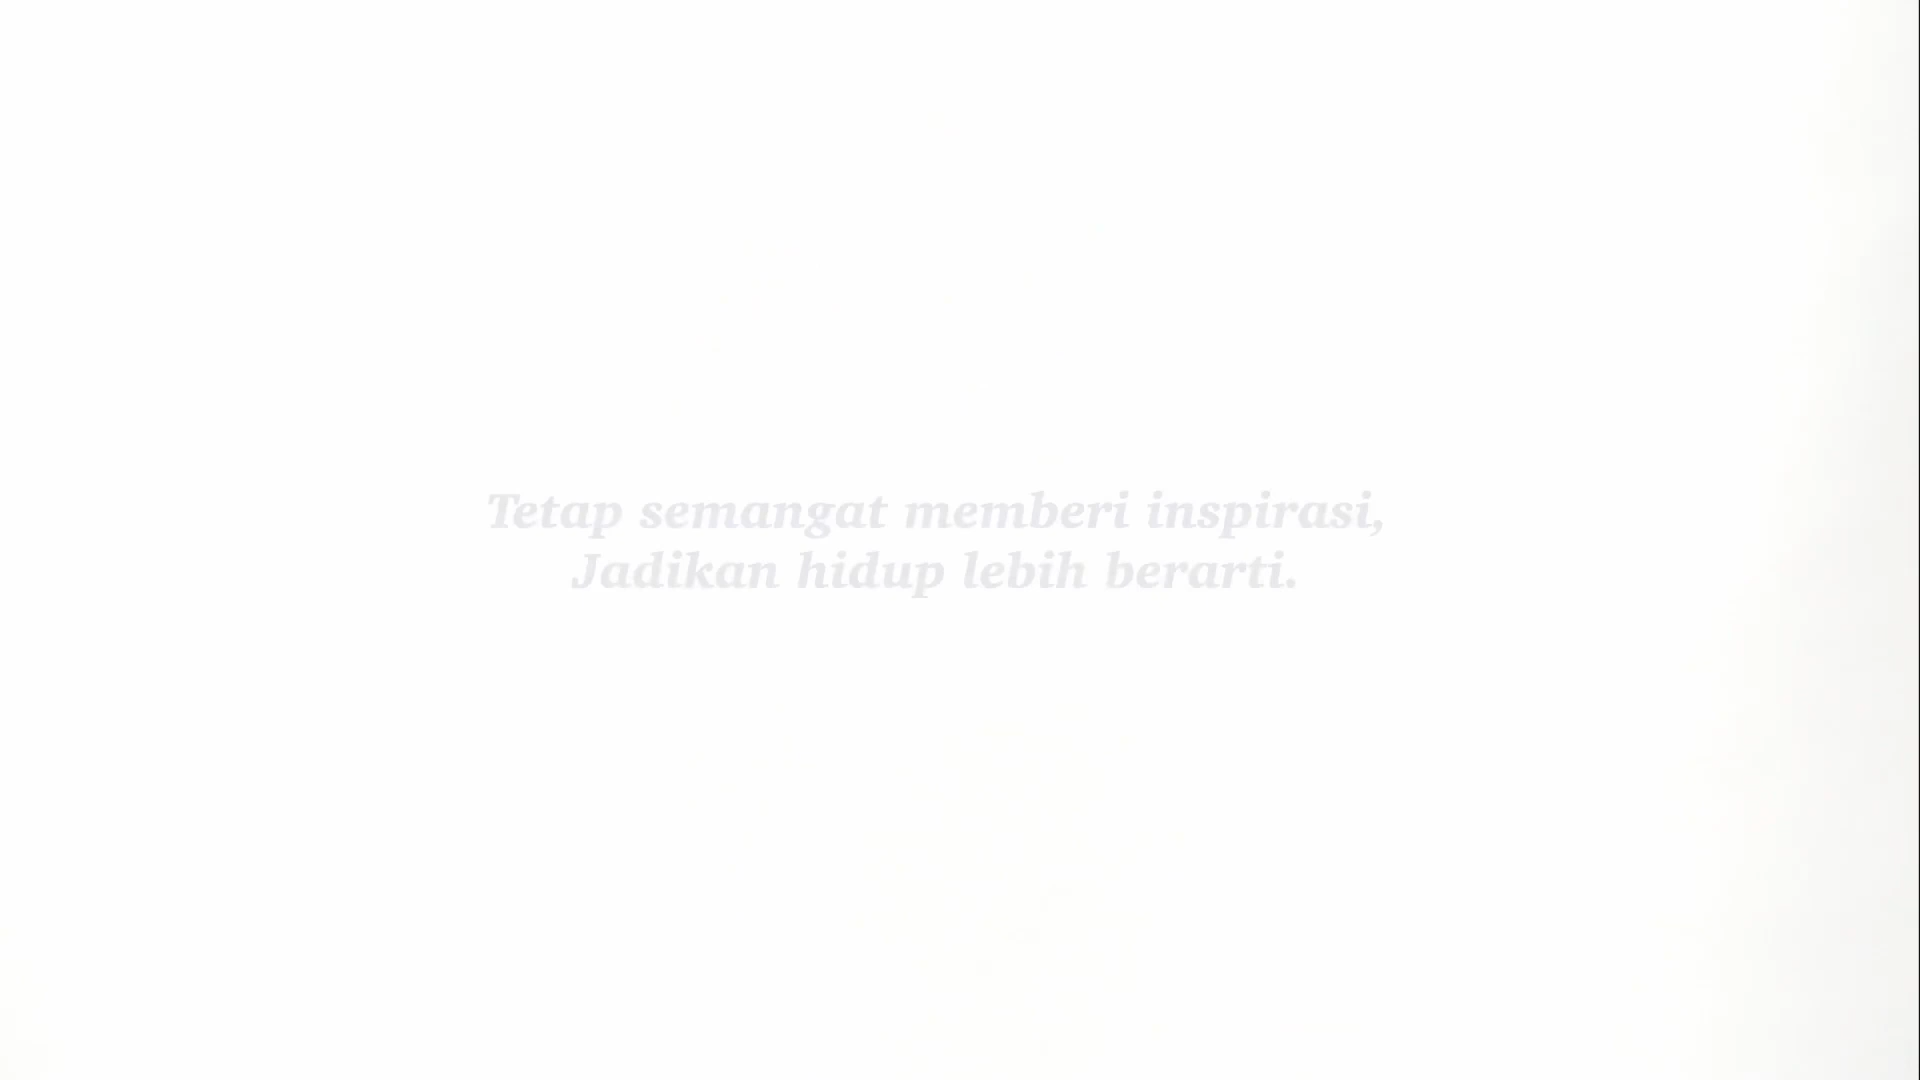 Tetap semangat memberi inspirasi,
Jadikan hidup lebih berarti.